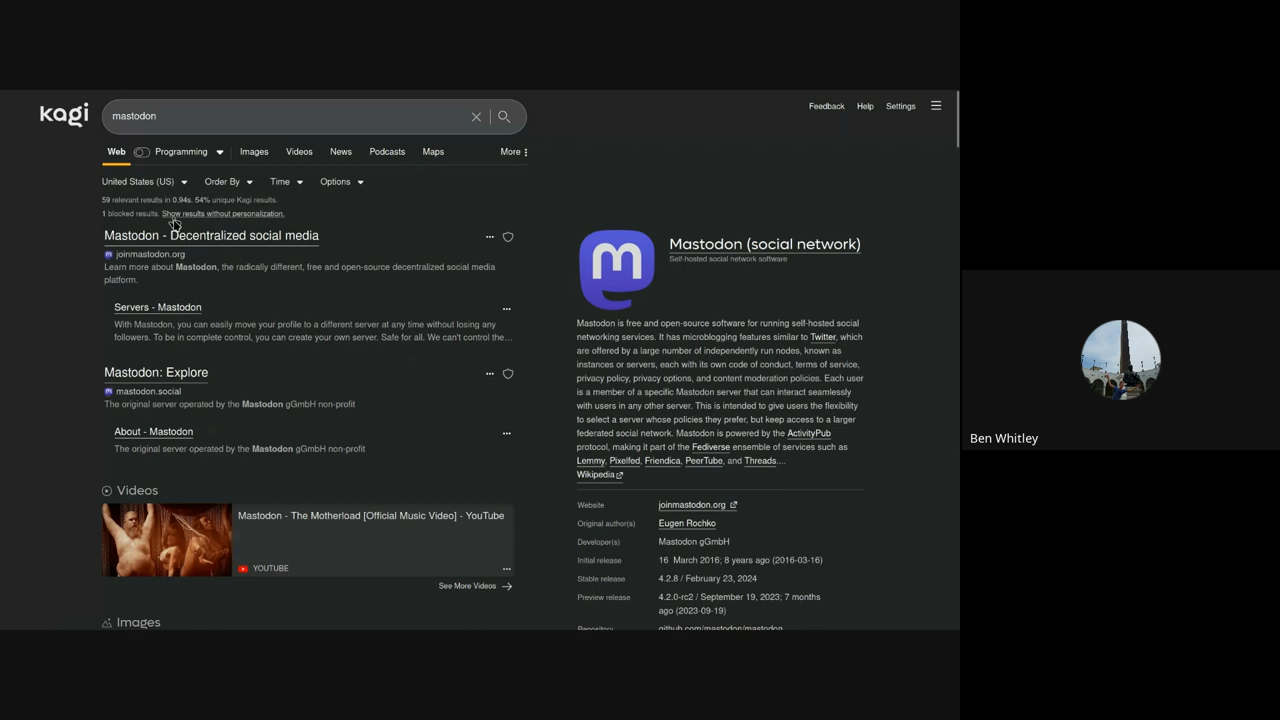 kagi
mastodon
Feedback
Help
Settings
Web
Programming
Images
Videos
News
Podcasts
Maps
More
United States (US)
Order By
Time
Options
59 relevant results in 0.94s. 54% unique Kagi results.
1 blocked results. Show results without personalization.
Mastodon - Decentralized social media
joinmastodon.org
Learn more about Mastodon, the radically different, free and open-source decentralized social media
platform.
Servers - Mastodon
With Mastodon, you can easily move your profile to a different server at any time without losing any
followers. To be in complete control, you can create your own server. Safe for all. We can't control the...
Mastodon: Explore
mastodon.social
The original server operated by the Mastodon gGmbH non-profit
About - Mastodon
The original server operated by the Mastodon gGmbH non-profit
Videos
Mastodon - The Motherload [Official Music Video] - YouTube
YOUTUBE
See More Videos
Images
Mastodon (social network)
Self-hosted social network software
Mastodon is free and open-source software for running self-hosted social
networking services. It has microblogging features similar to Twitter, which
are offered by a large number of independently run nodes, known as
instances or servers, each with its own code of conduct, terms of service,
privacy policy, privacy options, and content moderation policies. Each user
is a member of a specific Mastodon server that can interact seamlessly
with users in any other server. This is intended to give users the flexibility
to select a server whose policies they prefer, but keep access to a larger
federated social network. Mastodon is powered by the ActivityPub
protocol, making it part of the Fediverse ensemble of services such as
Lemmy, Pixelfed, Friendica, PeerTube, and Threads....
Wikipedia
Website joinmastodon.org
Original author(s) Eugen Rochko
Developer(s) Mastodon gGmbH
Initial release 16 March 2016; 8 years ago (2016-03-16)
Stable release 4.2.8 / February 23, 2024
Preview release 4.2.0-rc2 / September 19, 2023; 7 months
ago (2023-09-19)
Repository github.com/mastodon/mastodon
Ben Whitley